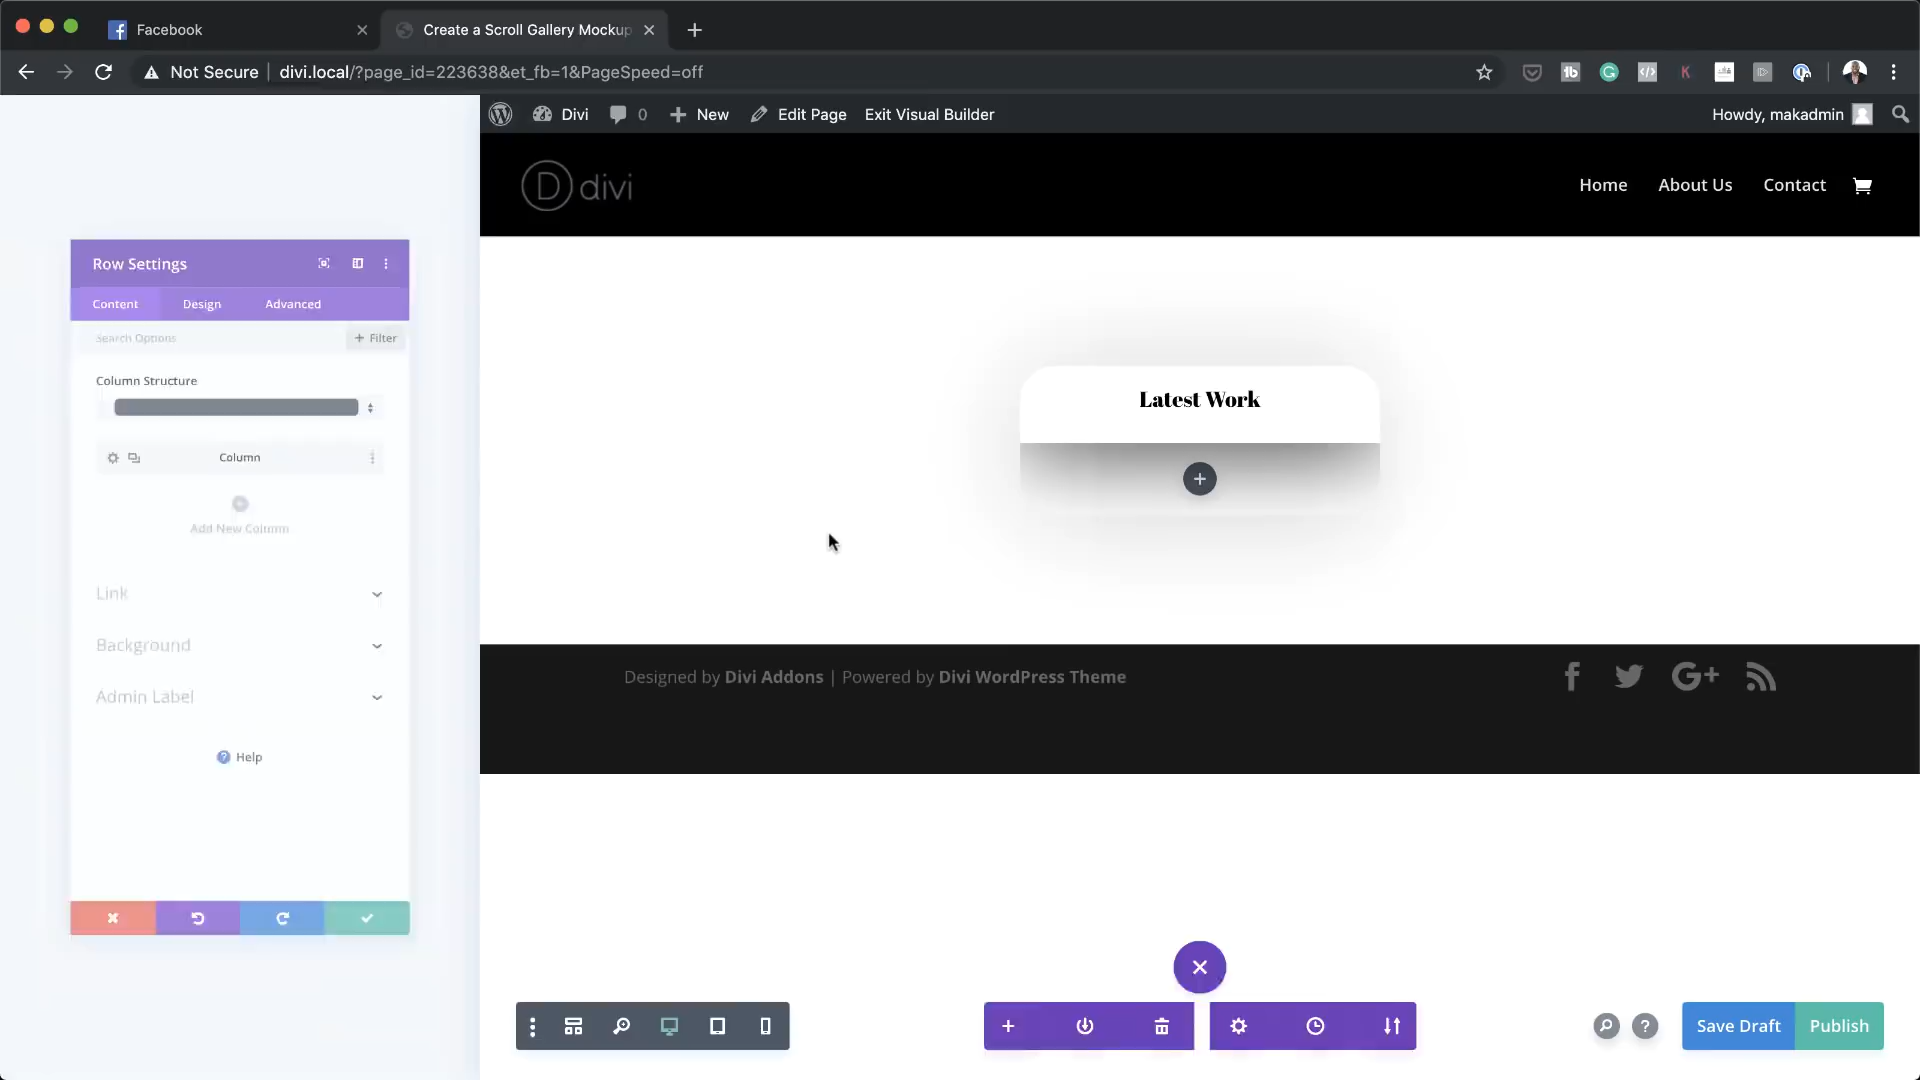 Facebook
Create a Scroll Gallery Mockup
Not Secure
divi.local/?page_id=223638&et_fb=1&PageSpeed=off
Divi
0
New
Edit Page
Exit Visual Builder
Howdy, makadmin
D divi
Home
About Us
Contact
Row Settings
Content
Design
Advanced
Search Options
+ Filter
Column Structure
Column
Add New Column
Link
Background
Admin Label
Help
Latest Work
Designed by Divi Addons | Powered by Divi WordPress Theme
Save Draft
Publish